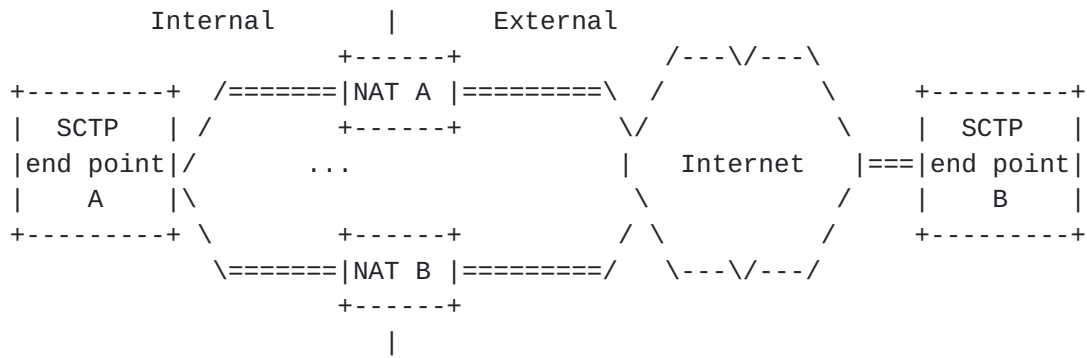 Internal | External
+------+ /---\/---\
+---------+ /=======|NAT A |=========\ / \ +---------+
| SCTP | / +------+ \/ \ | SCTP |
|end point|/ ... | Internet |===|end point|
| A |\ \ / | B |
+---------+ \ +------+ / \ / +---------+
\=======|NAT B |=========/ \---\/---/
+------+
|